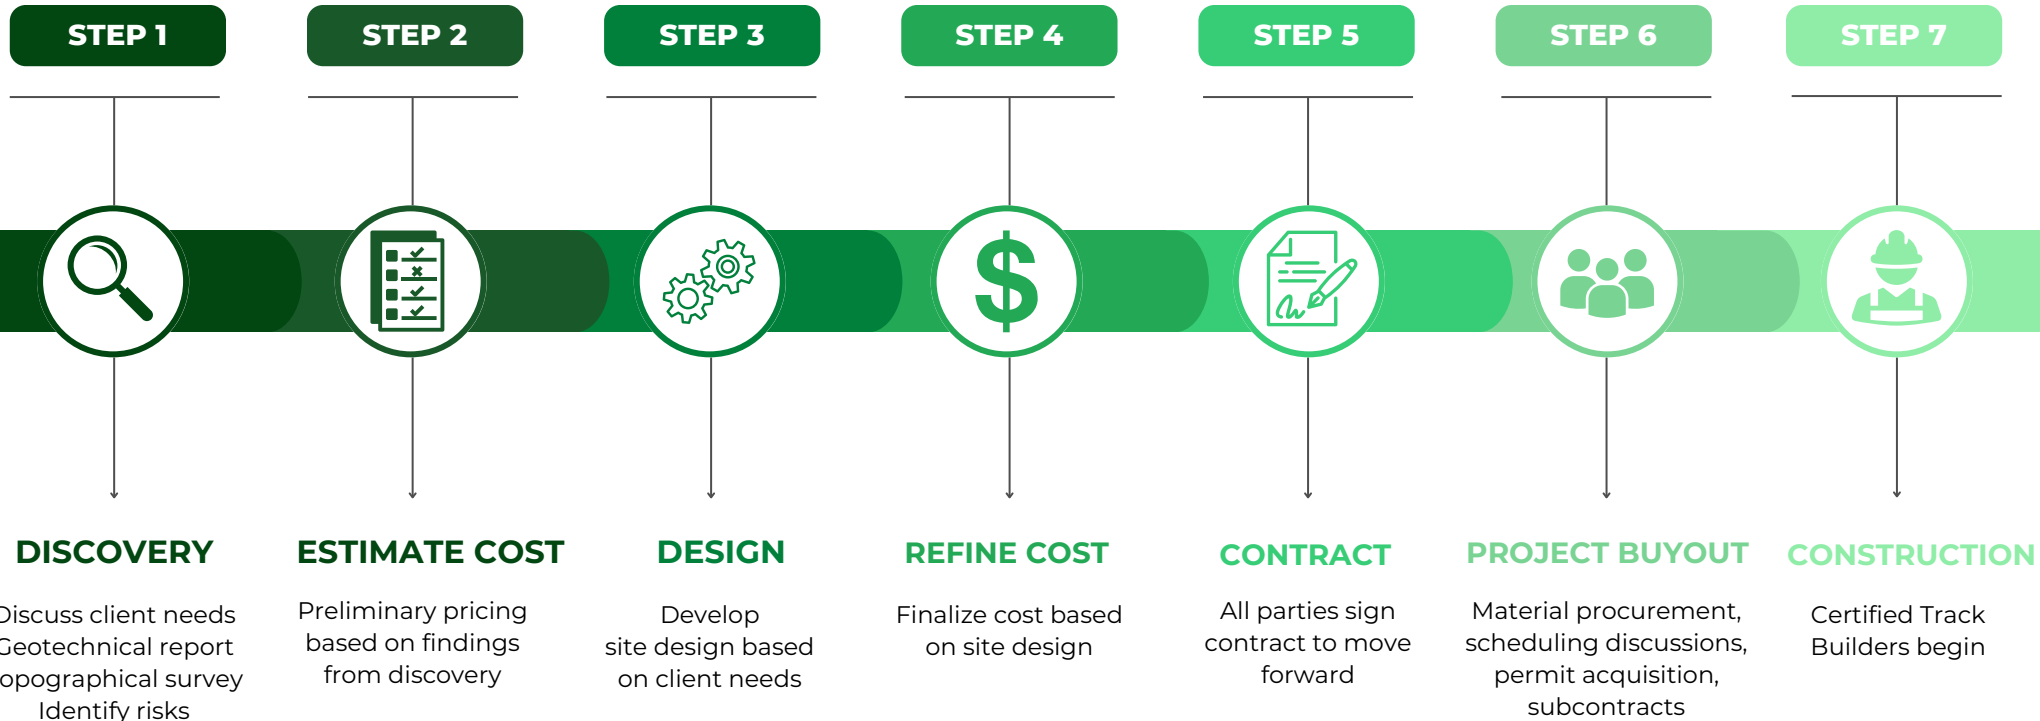 STEP 1
STEP 2
STEP 3
STEP 4
STEP 5
STEP 6
STEP 7
DISCOVERY
Discuss client needs
Geotechnical report
opographical survey
Identify risks
ESTIMATE COST
Preliminary pricing
based on findings
from discovery
DESIGN
Develop
site design based
on client needs
REFINE COST
Finalize cost based
on site design
CONTRACT
All parties sign
contract to move
forward
PROJECT BUYOUT
Material procurement,
scheduling discussions,
permit acquisition,
subcontracts
CONSTRUCTION
Certified Track
Builders begin